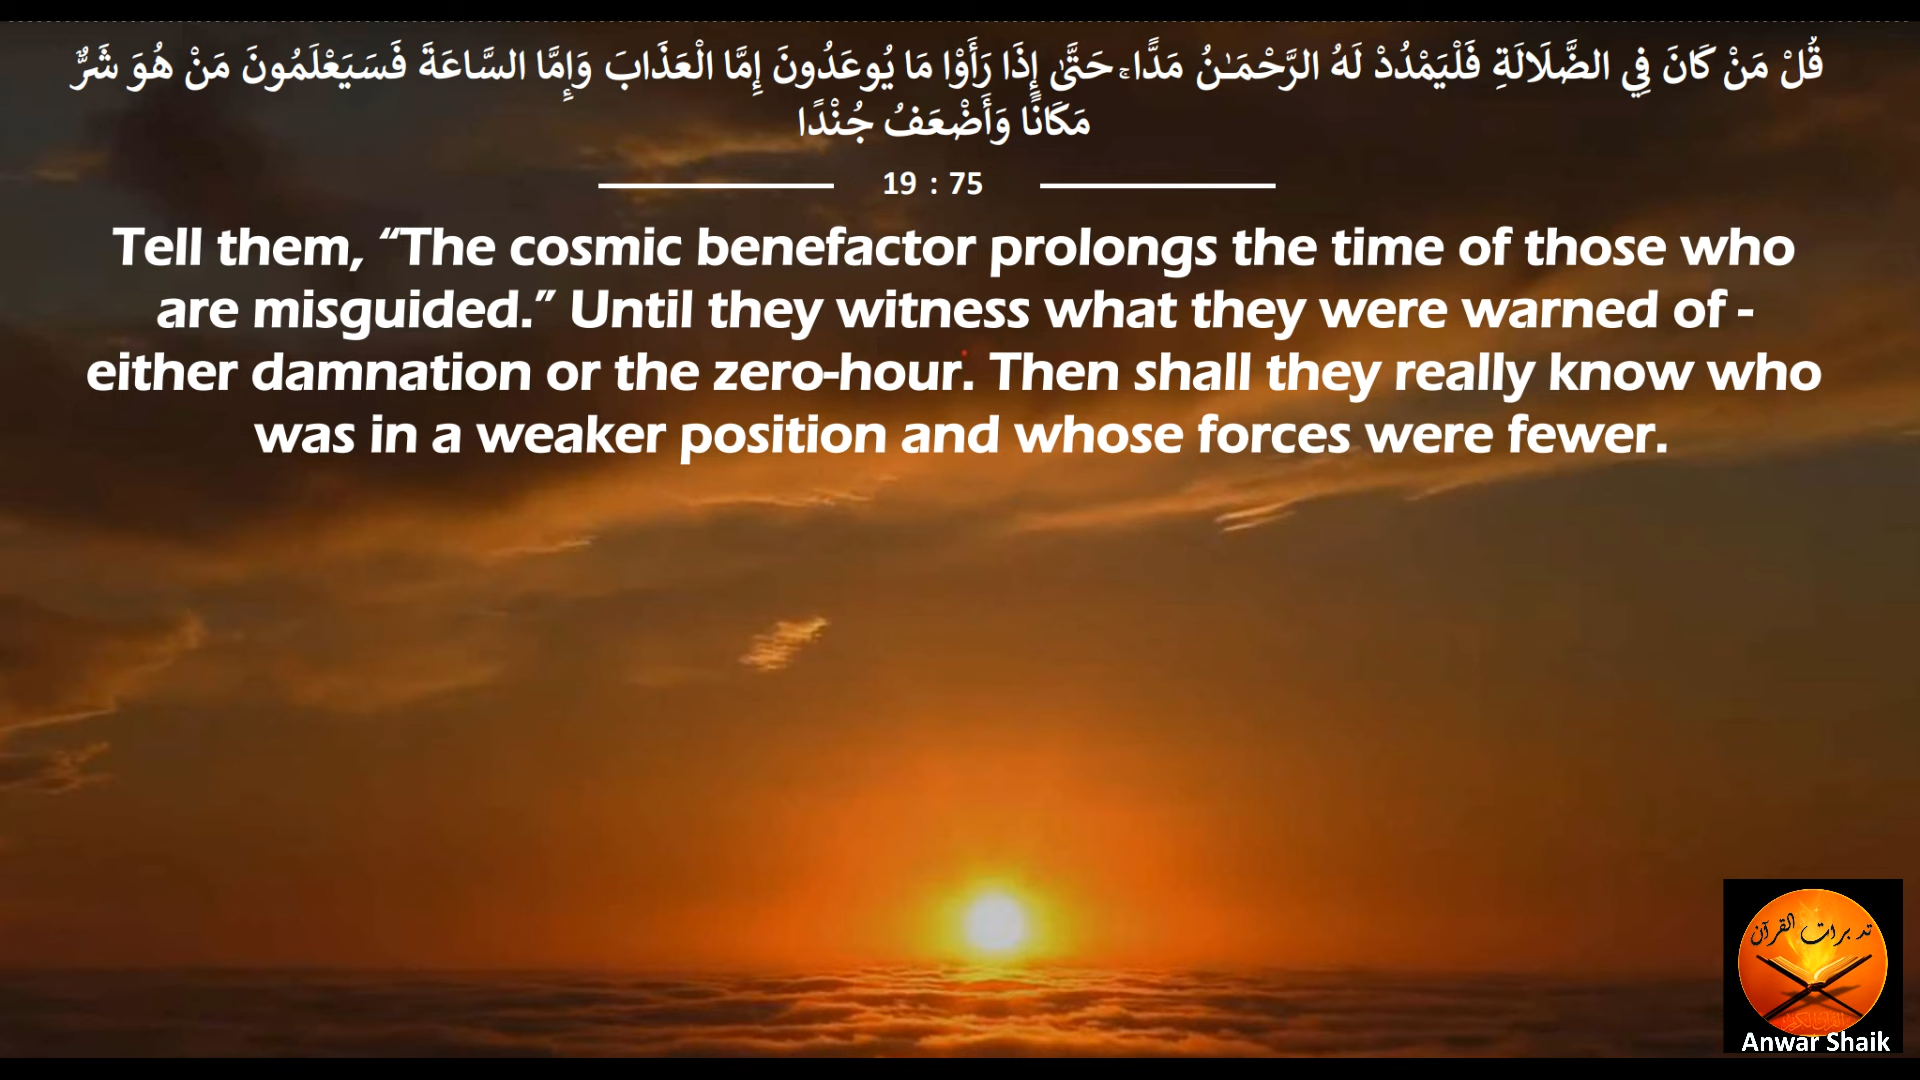 قُلْ مَنْ كَانَ فِي الضَّلَالَةِ فَلْيَمْدُدْ لَهُ الرَّحْمَـٰنُ مَدًّا ۚ حَتَّىٰ إِذَا رَأَوْا مَا يُوعَدُونَ إِمَّا الْعَذَابَ وَإِمَّا السَّاعَةَ فَسَيَعْلَمُونَ مَنْ هُوَ شَرٌّ
مَكَانًا وَأَضْعَفُ جُنْدًا
19 : 75
Tell them, “The cosmic benefactor prolongs the time of those who
are misguided.” Until they witness what they were warned of -
either damnation or the zero-hour. Then shall they really know who
was in a weaker position and whose forces were fewer.
تدبرات القرآن
Anwar Shaik